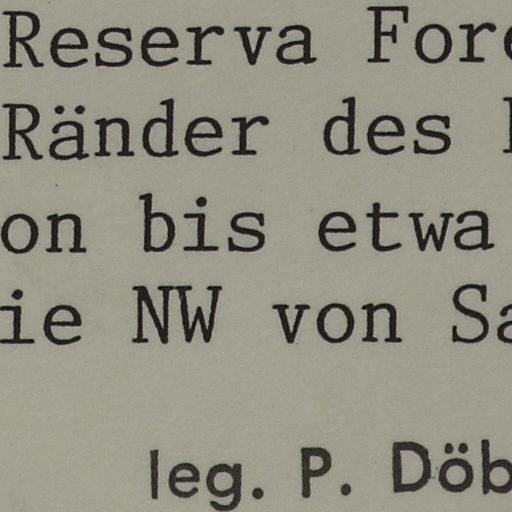 Reserva Fore
Ränder des
on bis etwa
ie NW von Sa
leg. P. Döb